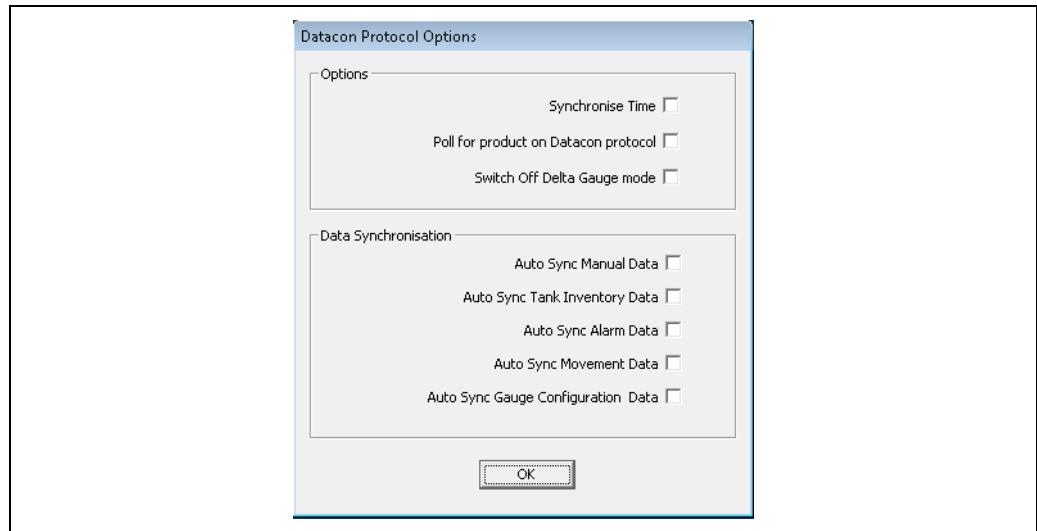 Datacon Protocol Options
Options
Synchronise Time
Poll for product on Datacon protocol
Switch Off Delta Gauge mode
Data Synchronisation
Auto Sync Manual Data
Auto Sync Tank Inventory Data
Auto Sync Alarm Data
Auto Sync Movement Data
Auto Sync Gauge Configuration  Data
OK